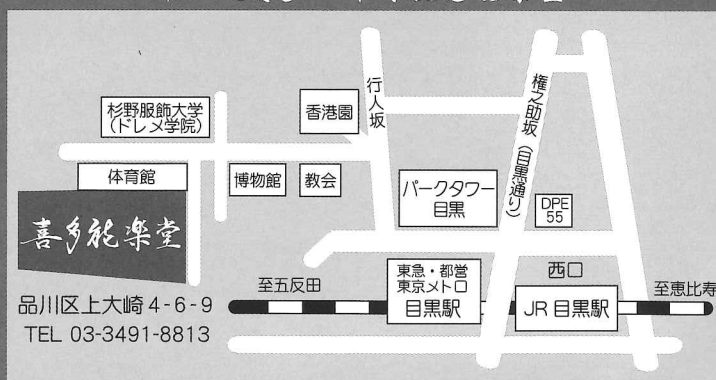 行人坂
権之助坂(目黒通り)
杉野服飾大学
(ドレメ学院)
香港園
体育館
博物館
教会
パークタワー
目黒
DPE
55
喜多能楽堂
品川区上大崎4-6-9
TEL 03-3491-8813
至五反田
東急・都営
東京メトロ
目黒駅
西口
JR 目黒駅
至恵比寿